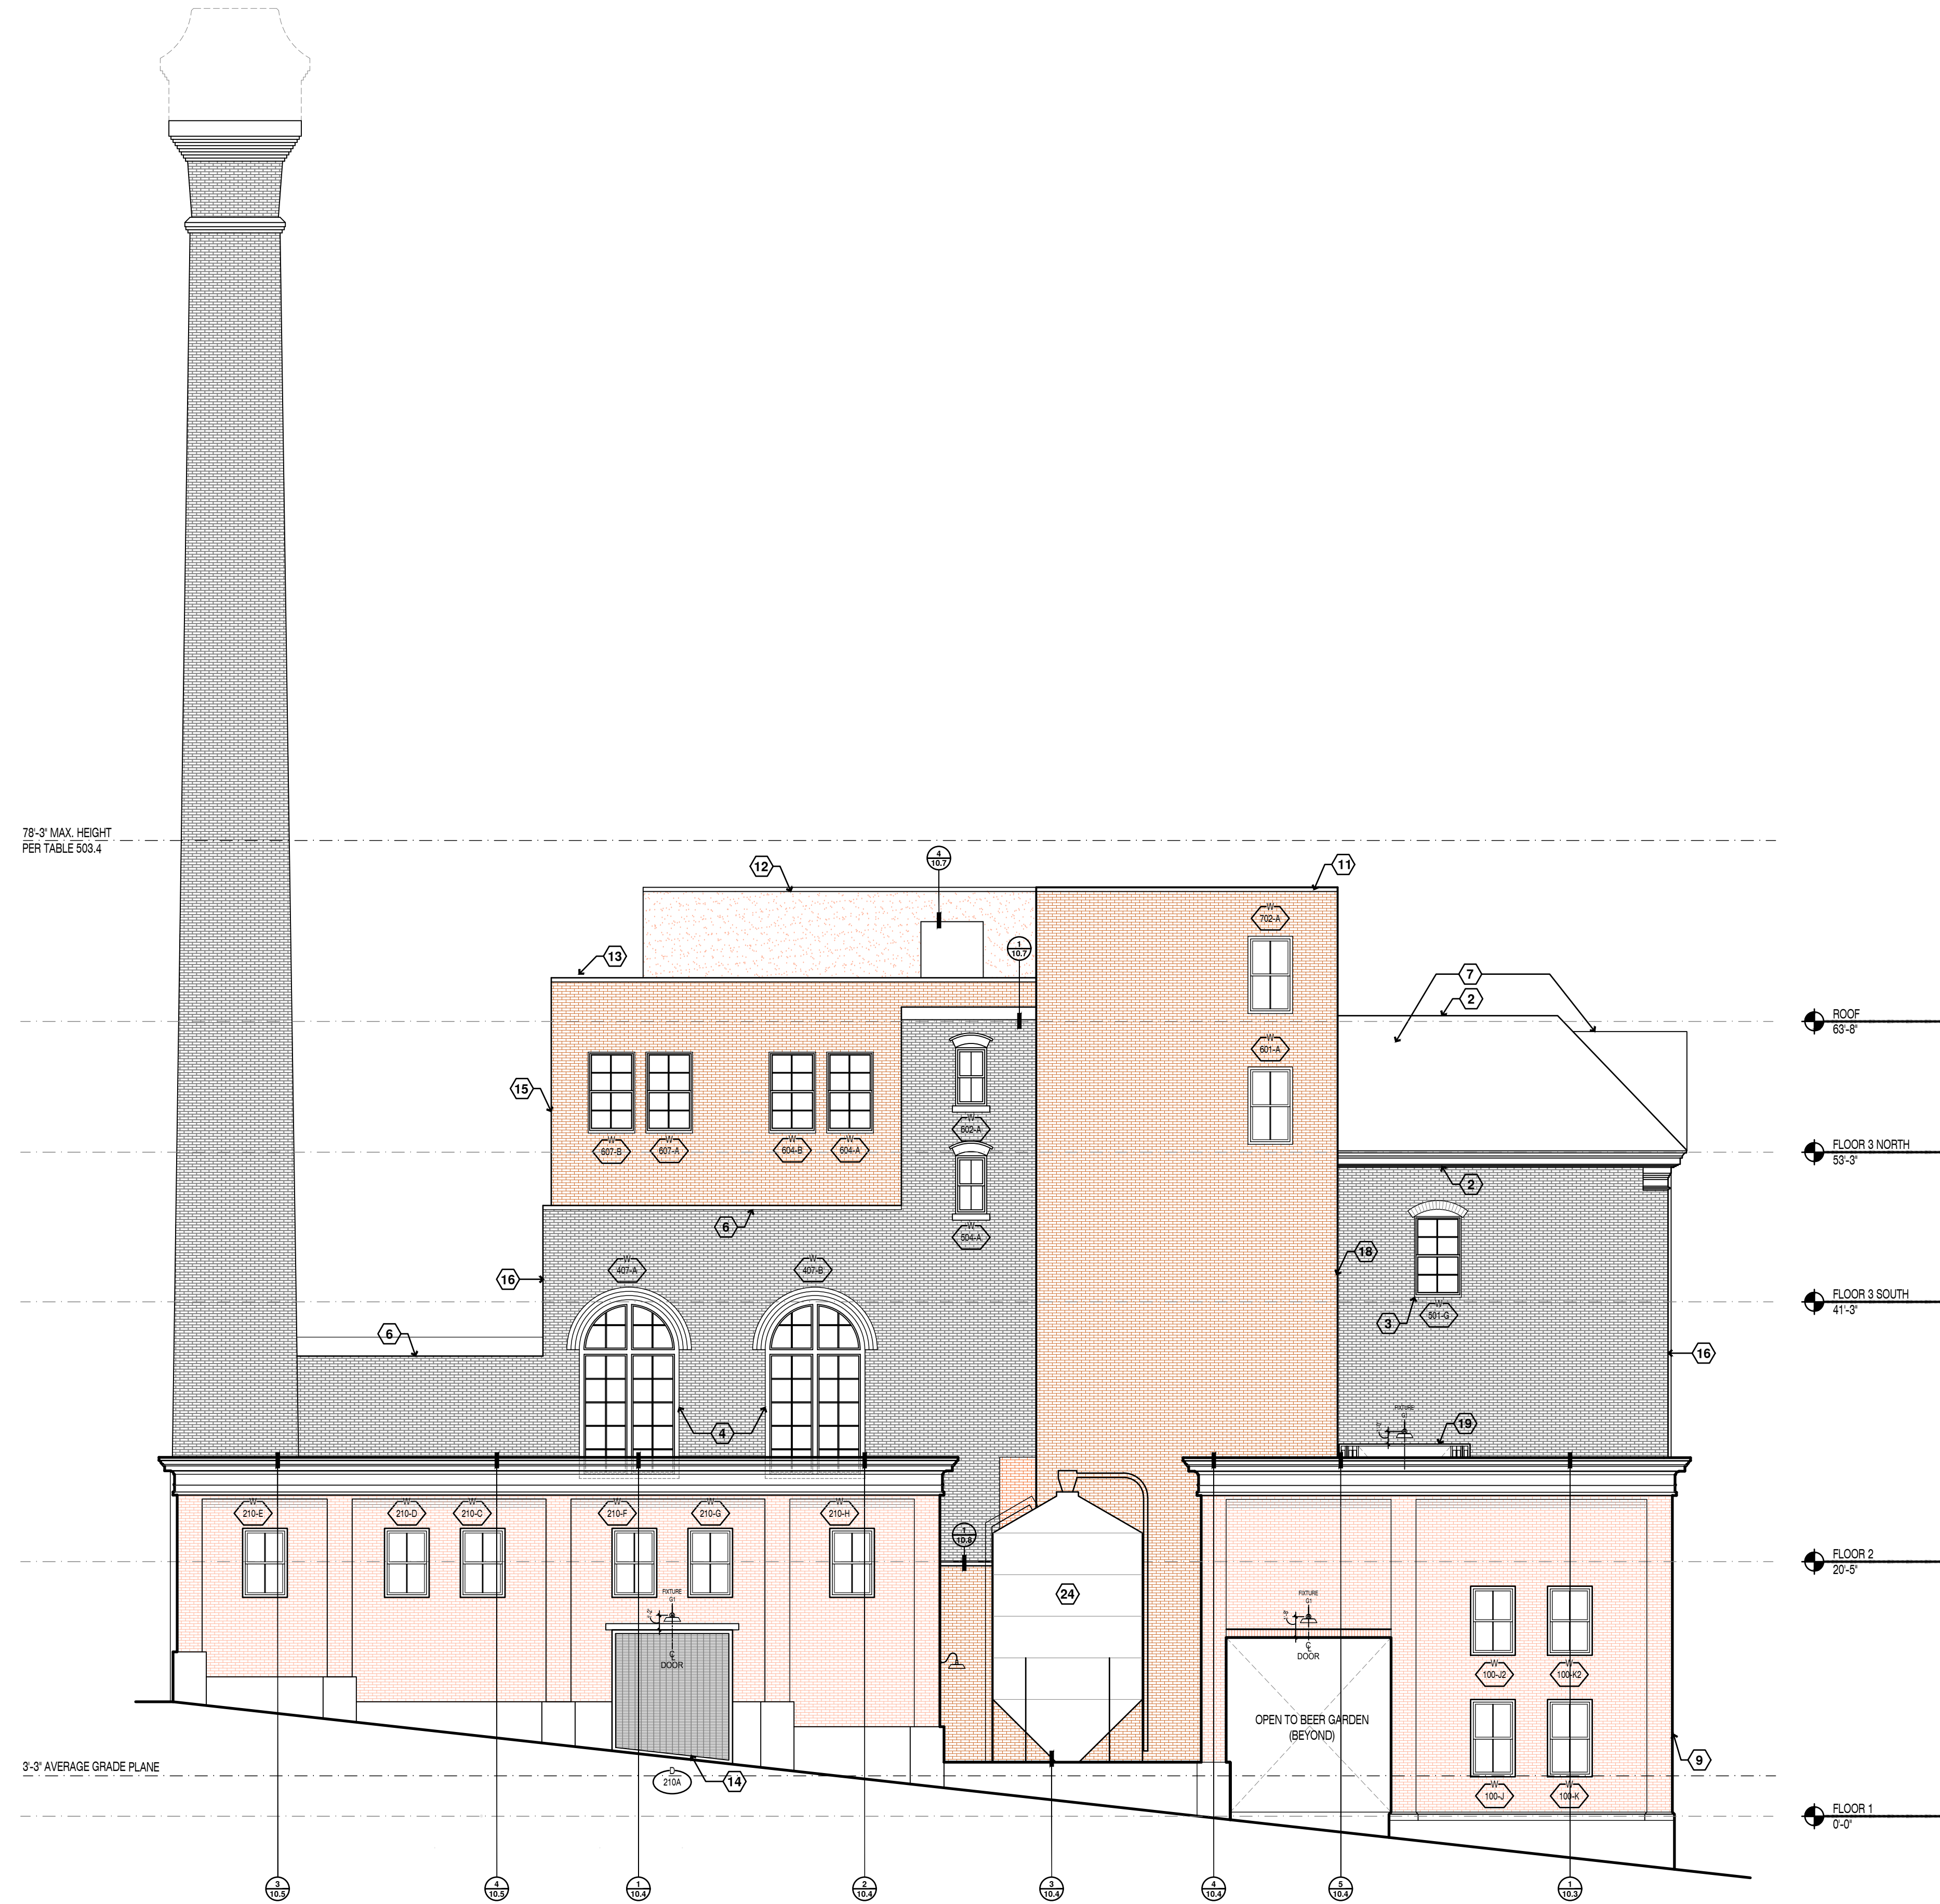 78'-3" MAX. HEIGHT
PER TABLE 503.4
12
4
10.7
11
W
702-A
1
10.7
13
7
2
ROOF
63'-8"
W
601-A
15
W
602-A
W
607-B
W
607-A
W
604-B
W
604-A
FLOOR 3 NORTH
53'-3"
2
6
W
504-A
18
16
W
407-A
W
407-B
FLOOR 3 SOUTH
41'-3"
W
501-G
3
6
16
FIXTURE
G1
4
19
W
210-E
W
210-D
W
210-C
W
210-F
W
210-G
W
210-H
1
10.6
FLOOR 2
20'-5"
24
FIXTURE
G1
FIXTURE
G1
DOOR
DOOR
W
100-J2
W
100-K2
OPEN TO BEER GARDEN
(BEYOND)
9
3'-3" AVERAGE GRADE PLANE
D
210A
14
W
100-J
W
100-K
FLOOR 1
0'-0"
3
10.5
4
10.5
1
10.4
2
10.4
3
10.4
4
10.4
5
10.4
1
10.3